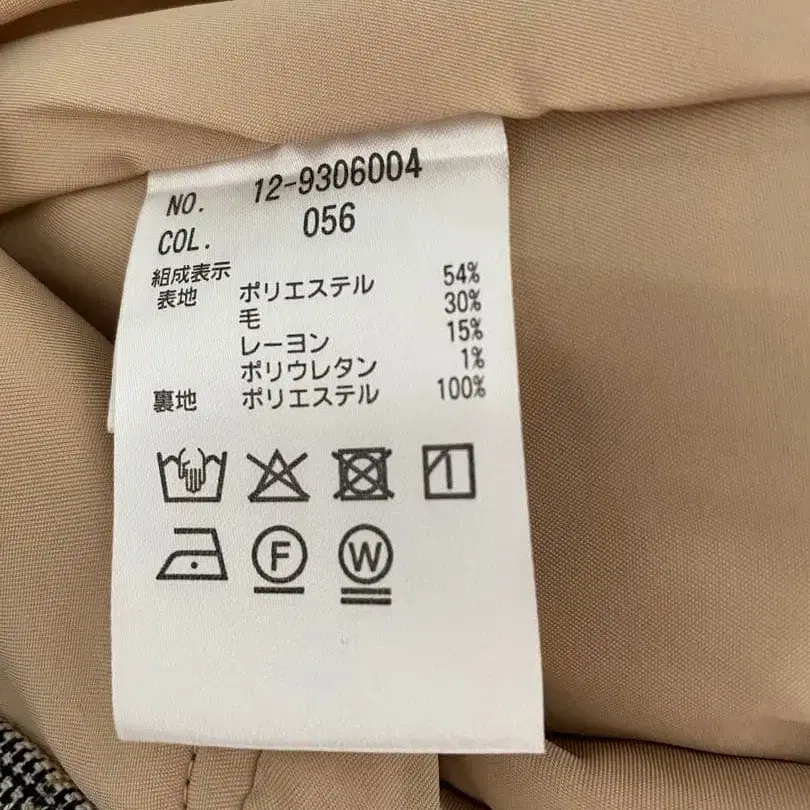 NO. 12-9306004
COL. 056
組成表示
表地 ポリエステル 54%
毛 30%
レーヨン 15%
ポリウレタン 1%
裏地 ポリエステル 100%
F W